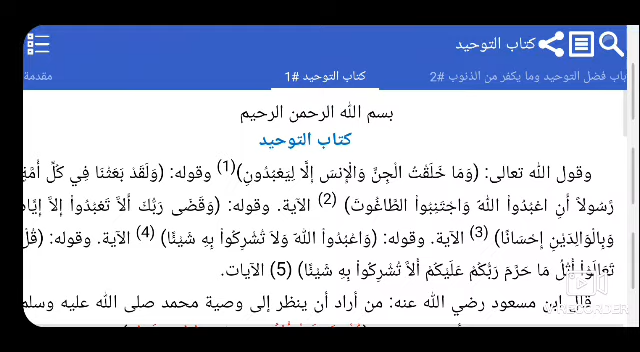 كتاب التوحيد
باب فضل التوحيد وما يكفر من الذنوب #2
كتاب التوحيد #1
مقدمة
بسم الله الرحمن الرحيم
كتاب التوحيد
وقول الله تعالى: (وَمَا خَلَقْتُ الْجِنَّ وَالْإِنسَ إِلَّا لِيَعْبُدُونِ) (1) وقوله: (وَلَقَدْ بَعَثْنَا فِي كُلِّ أُمَّةٍ
رَّسُولاً أَنِ اعْبُدُواْ اللّهَ وَاجْتَنِبُواْ الطَّاغُوتَ) (2) الآية. وقوله: (وَقَضَى رَبُّكَ أَلاَّ تَعْبُدُواْ إِلاَّ إِيَّاهُ
وَبِالْوَالِدَيْنِ إِحْسَانًا) (3) الآية. وقوله: (وَاعْبُدُواْ اللّهَ وَلاَ تُشْرِكُواْ بِهِ شَيْئًا) (4) الآية. وقوله: (قُلْ
تَعَالَوْاْ أَتْلُ مَا حَرَّمَ رَبُّكُمْ عَلَيْكُمْ أَلاَّ تُشْرِكُواْ بِهِ شَيْئًا) (5) الآيات.
قال ابن مسعود رضي الله عنه: من أراد أن ينظر إلى وصية محمد صلى الله عليه وسلم
RECORDER